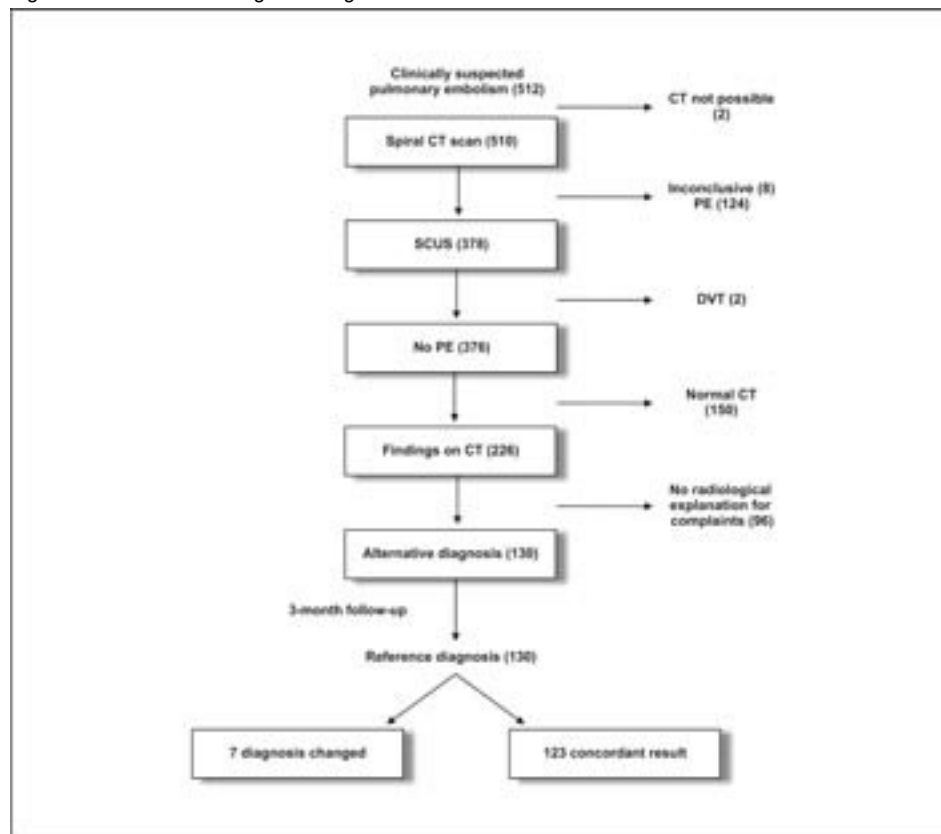 Clinically suspected
pulmonary embolism (512)
CT not possible
(2)
Spiral CT scan (510)
Inconclusive (8)
PE (124)
SCUS (378)
DVT (2)
No PE (376)
Normal CT
(150)
Findings on CT (226)
No radiological
explanation for
complaints (96)
Alternative diagnosis (130)
3-month follow-up
Reference diagnosis (130)
7 diagnosis changed
123 concordant result